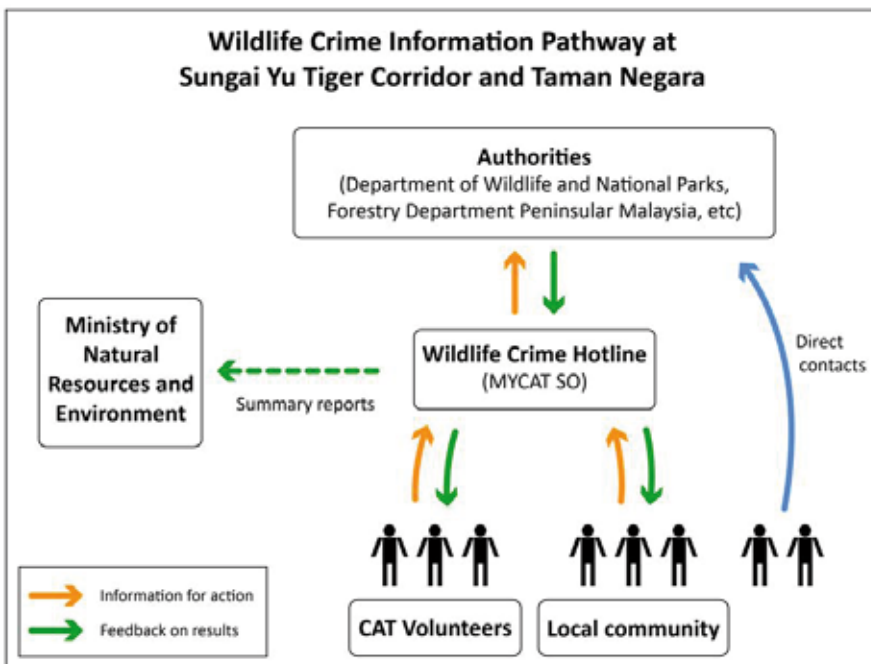 Wildlife Crime Information Pathway at
Sungai Yu Tiger Corridor and Taman Negara
Authorities
(Department of Wildlife and National Parks,
Forestry Department Peninsular Malaysia, etc)
Ministry of
Natural
Resources and
Environment
Summary reports
Wildlife Crime Hotline
(MYCAT SO)
Direct
contacts
Information for action
Feedback on results
CAT Volunteers
Local community